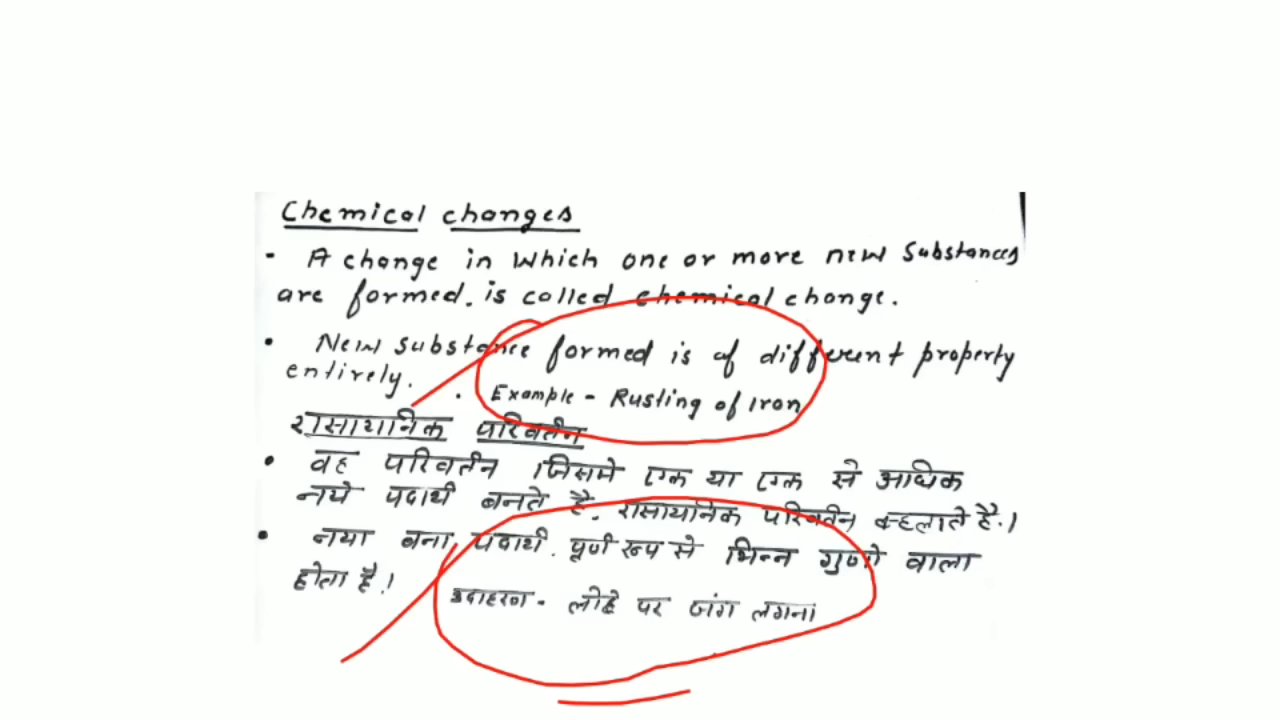 Chemical changes
- A change in which one or more new substances
are formed. is called chemical change.
• New substance formed is of different property
entirely.
• Example - Rusting of Iron
रासायनिक परिवर्तन
• वह परिवर्तन जिसमे एक या एक से अधिक
नये पदार्थ बनते है. रासायनिक परिवर्तन कहलाते है.।
• नया बना पदार्थ. पूर्ण रूप से भिन्न गुणो वाला
होता है.।
उदाहरण - लोहे पर जंग लगना